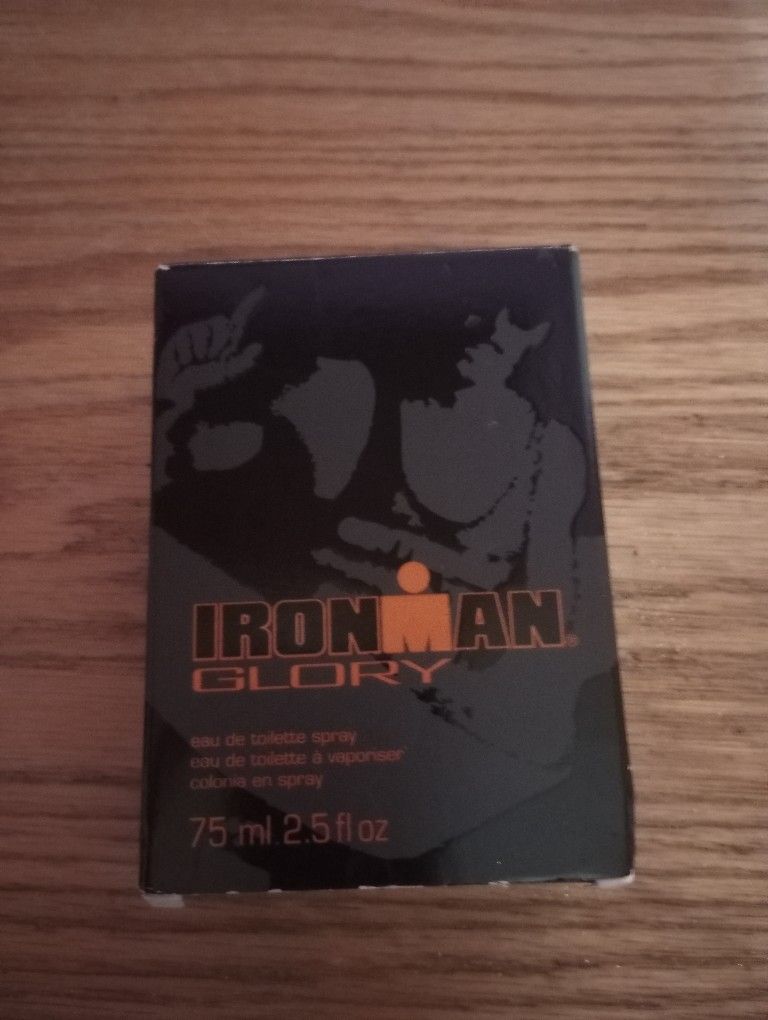 IRONMAN®
GLORY
eau de toilette spray
eau de toilette à vaporiser
colonia en spray
75 ml 2.5 fl oz